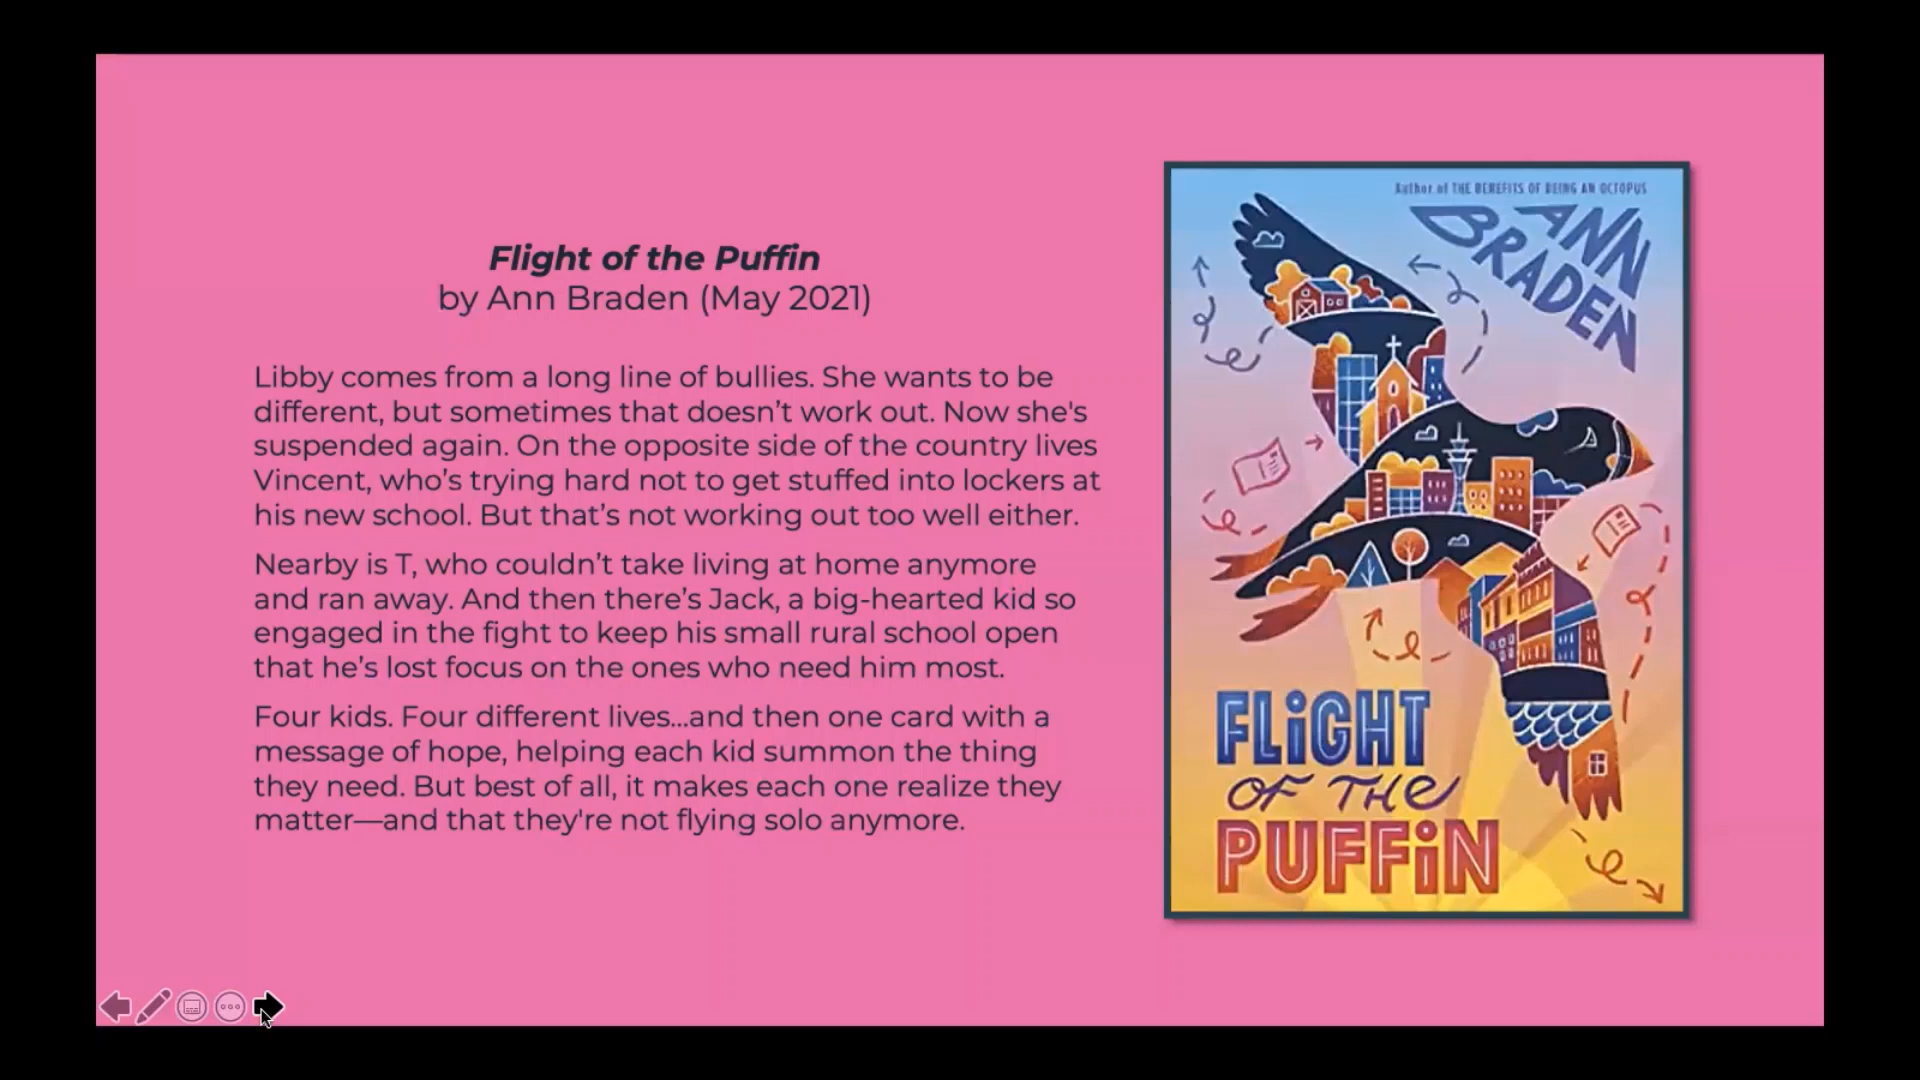 Flight of the Puffin
by Ann Braden (May 2021)
Libby comes from a long line of bullies. She wants to be
different, but sometimes that doesn’t work out. Now she's
suspended again. On the opposite side of the country lives
Vincent, who’s trying hard not to get stuffed into lockers at
his new school. But that’s not working out too well either.
Nearby is T, who couldn’t take living at home anymore
and ran away. And then there’s Jack, a big-hearted kid so
engaged in the fight to keep his small rural school open
that he’s lost focus on the ones who need him most.
Four kids. Four different lives...and then one card with a
message of hope, helping each kid summon the thing
they need. But best of all, it makes each one realize they
matter—and that they're not flying solo anymore.
Author of THE BENEFITS OF BEING AN OCTOPUS
ANN
BRADEN
FLiGHT
OF THe
PUFFiN